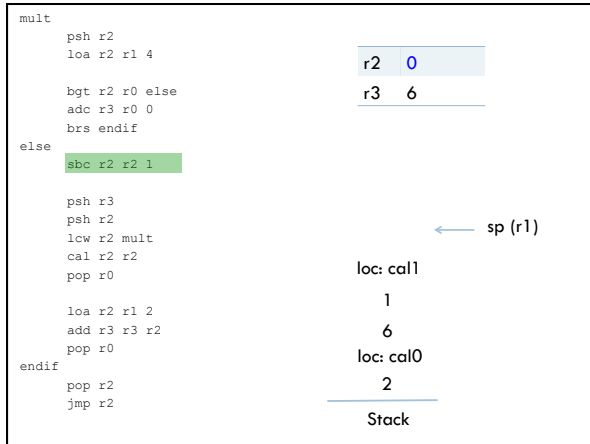 mult
psh r2
loa r2 r1 4
bgt r2 r0 else
adc r3 r0 0
brs endif
else
sbc r2 r2 1
psh r3
psh r2
lcw r2 mult
cal r2 r2
pop r0
loa r2 r1 2
add r3 r3 r2
pop r0
endif
pop r2
jmp r2
r2 0
r3 6
sp (r1)
loc: cal1
1
6
loc: cal0
2
Stack